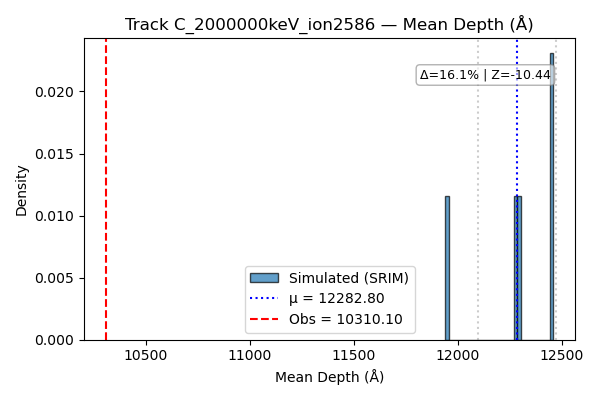 Track C_2000000keV_ion2586 — Mean Depth (Å)
Δ=16.1% | Z=-10.44
Density
0.020
0.015
0.010
0.005
0.000
Simulated (SRIM)
μ = 12282.80
Obs = 10310.10
10500
11000
11500
12000
12500
Mean Depth (Å)